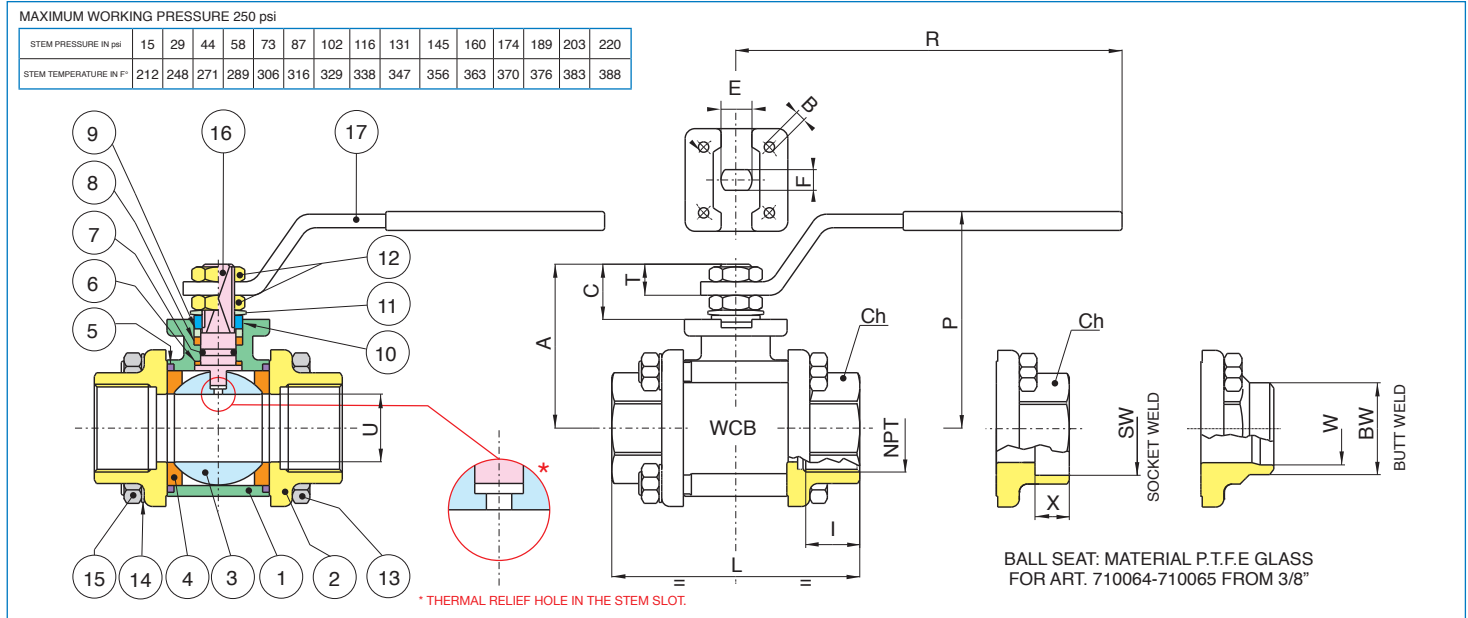 MAXIMUM WORKING PRESSURE 250 psi
STEM PRESSURE IN psi 15 29 44 58 73 87 102 116 131 145 160 174 189 203 220
STEM TEMPERATURE IN F° 212 248 271 289 306 316 329 338 347 356 363 370 376 383 388
R
E
B
F
9
16
17
8
7
12
6
11
5
10
T
C
A
P
Ch
Ch
U
WCB
NPT
SW
SOCKET WELD
W
BW
BUTT WELD
*
X
I
L
= =
15 14 4 3 1 2 13
BALL SEAT: MATERIAL P.T.F.E GLASS
FOR ART. 710064-710065 FROM 3/8”
* THERMAL RELIEF HOLE IN THE STEM SLOT.